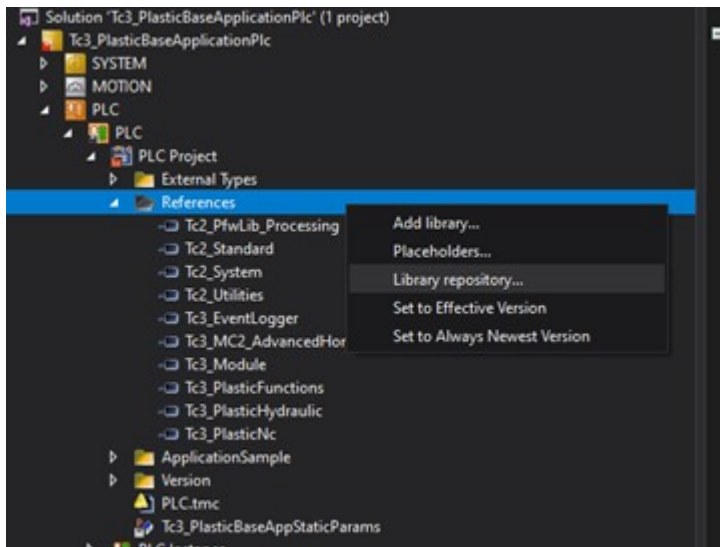 Solution 'Tc3_PlasticBaseApplicationPlc' (1 project)
Tc3_PlasticBaseApplicationPlc
SYSTEM
MOTION
PLC
PLC
PLC Project
External Types
References
Tc2_PfwLib_Processing
Tc2_Standard
Tc2_System
Tc2_Utilities
Tc3_EventLogger
Tc3_MC2_AdvancedHor
Tc3_Module
Tc3_PlasticFunctions
Tc3_PlasticHydraulic
Tc3_PlasticNc
ApplicationSample
Version
PLC.tmc
Tc3_PlasticBaseAppStaticParams
PLC Instance
Add library...
Placeholders...
Library repository...
Set to Effective Version
Set to Always Newest Version